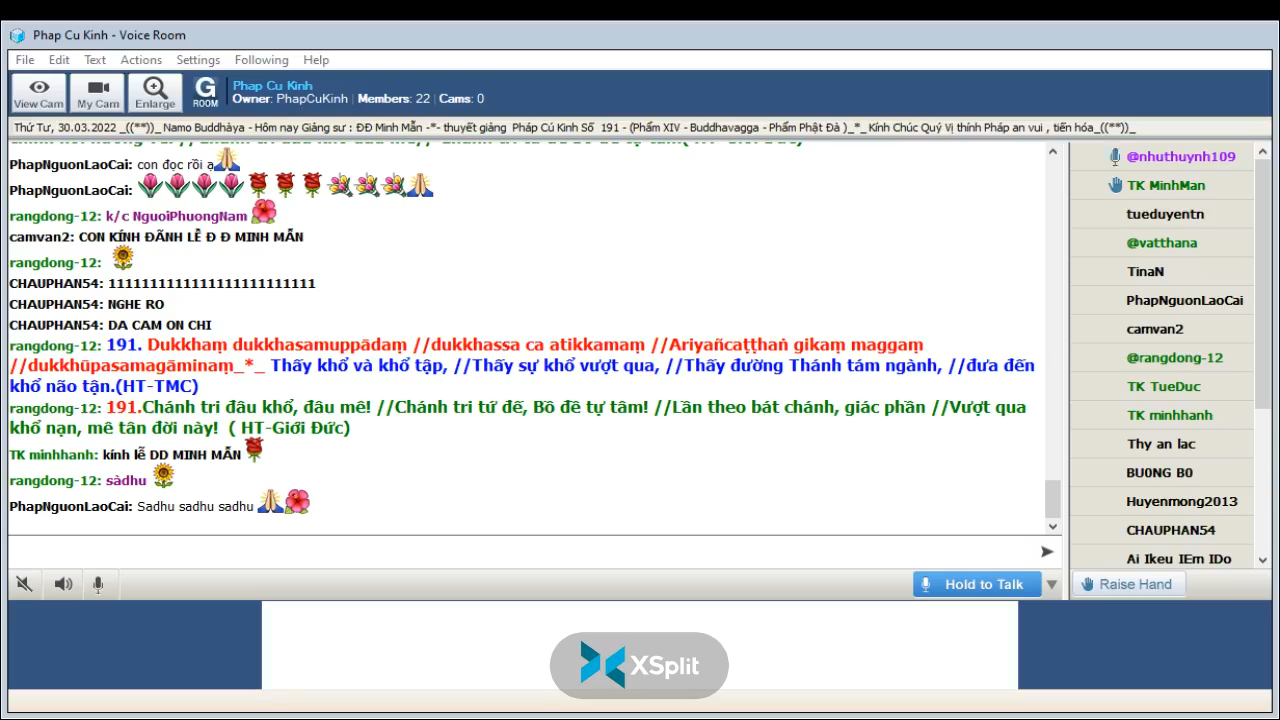 Phap Cu Kinh - Voice Room
File Edit Text Actions Settings Following Help
View Cam
My Cam
Enlarge
G
ROOM
Phap Cu Kinh
Owner: PhapCuKinh | Members: 22 | Cams: 0
Thứ Tư, 30.03.2022 _((**))_ Namo Buddhàya - Hôm nay Giảng sư : ĐĐ Minh Mẫn -*- thuyết giảng Pháp Cú Kinh Số 191 - (Phẩm XIV - Buddhavagga - Phẩm Phật Đà )_*_ Kính Chúc Quý Vị thính Pháp an vui , tiến hóa_((**))_
PhapNguonLaoCai: con đọc rồi ạ
PhapNguonLaoCai:
rangdong-12: k/c NguoiPhuongNam
camvan2: CON KÍNH ĐÃNH LỄ Đ Đ MINH MẪN
rangdong-12:
CHAUPHAN54: 111111111111111111111111
CHAUPHAN54: NGHE RO
CHAUPHAN54: DA CAM ON CHI
rangdong-12: 191. Dukkhaṃ dukkhasamuppādaṃ //dukkhassa ca atikkamaṃ //Ariyañcaṭṭhaṅ gikaṃ maggaṃ
//dukkhūpasamagāminaṃ_*_ Thấy khổ và khổ tập, //Thấy sự khổ vượt qua, //Thấy đường Thánh tám ngành, //đưa đến
khổ não tận.(HT-TMC)
rangdong-12: 191.Chánh tri đâu khổ, đâu mê! //Chánh tri tứ đế, Bồ đề tự tâm! //Lần theo bát chánh, giác phần //Vượt qua
khổ nạn, mê tân đời này! ( HT-Giới Đức)
TK minhhanh: kính lễ DD MINH MẪN
rangdong-12: sàdhu
PhapNguonLaoCai: Sadhu sadhu sadhu
@nhuthuynh109
TK MinhMan
tueduyentn
@vatthana
TinaN
PhapNguonLaoCai
camvan2
@rangdong-12
TK TueDuc
TK minhhanh
Thy an lac
BU0NG B0
Huyenmong2013
CHAUPHAN54
Ai Ikeu IEm IDo
Hold to Talk
Raise Hand
XSplit